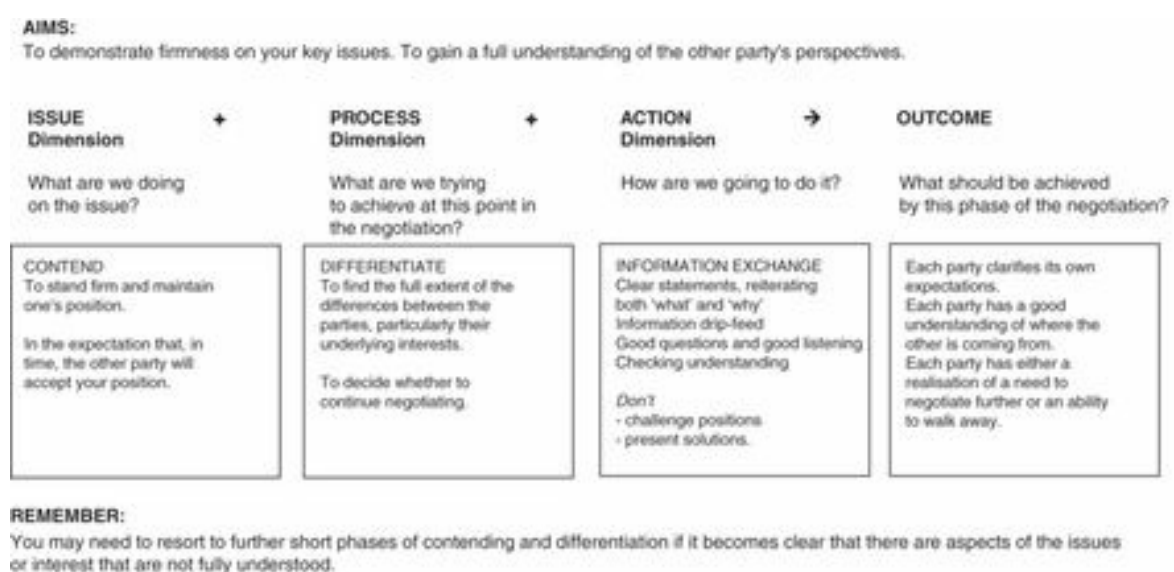 AIMS:
To demonstrate firmness on your key issues. To gain a full understanding of the other party's perspectives.
ISSUE + PROCESS + ACTION → OUTCOME
Dimension Dimension Dimension
What are we doing
on the issue?
What are we trying
to achieve at this point in
the negotiation?
How are we going to do it?
What should be achieved
by this phase of the negotiation?
CONTEND
To stand firm and maintain
one's position.
In the expectation that, in
time, the other party will
accept your position.
DIFFERENTIATE
To find the full extent of the
differences between the
parties, particularly their
underlying interests.
To decide whether to
continue negotiating.
INFORMATION EXCHANGE
Clear statements, reiterating
both 'what' and 'why'
Information drip-feed
Good questions and good listening
Checking understanding
Don't
- challenge positions
- present solutions.
Each party clarifies its own
expectations.
Each party has a good
understanding of where the
other is coming from.
Each party has either a
realisation of a need to
negotiate further or an ability
to walk away.
REMEMBER:
You may need to resort to further short phases of contending and differentiation if it becomes clear that there are aspects of the issues
or interest that are not fully understood.